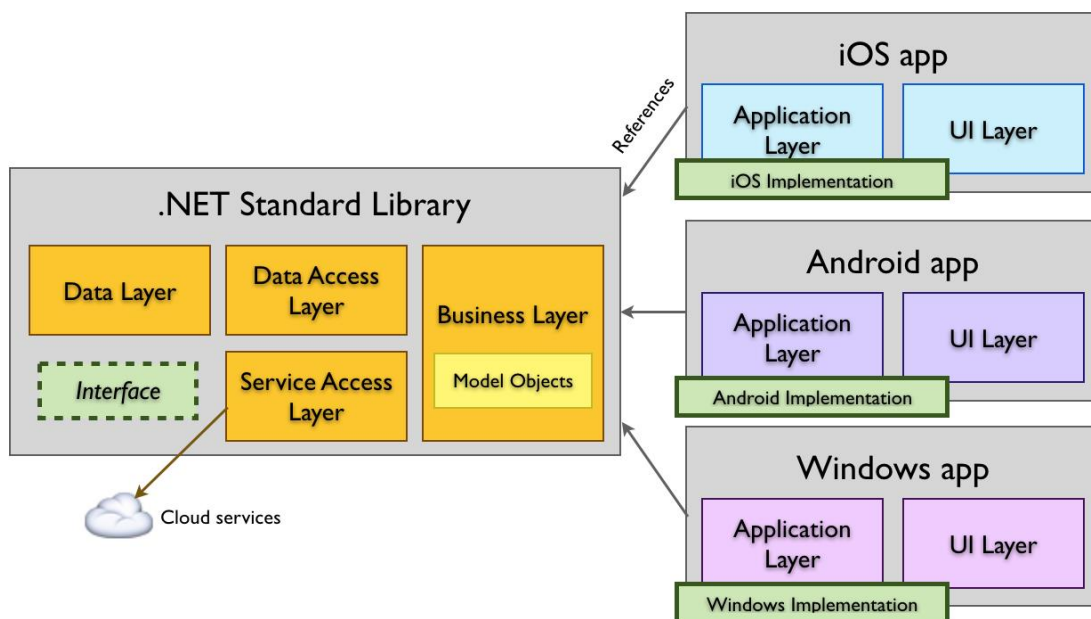 .NET Standard Library
Data Layer
Data Access
Layer
Business Layer
Model Objects
Interface
Service Access
Layer
Cloud services
References
iOS app
Application
Layer
UI Layer
iOS Implementation
Android app
Application
Layer
UI Layer
Android Implementation
Windows app
Application
Layer
UI Layer
Windows Implementation